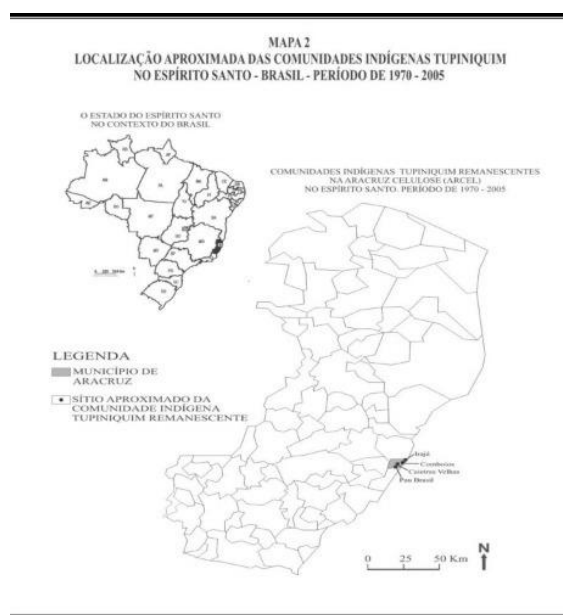 MAPA 2
LOCALIZAÇÃO APROXIMADA DAS COMUNIDADES INDÍGENAS TUPINIQUIM
NO ESPÍRITO SANTO - BRASIL - PERÍODO DE 1970 - 2005
O ESTADO DO ESPÍRITO SANTO
NO CONTEXTO DO BRASIL
COMUNIDADES INDÍGENAS TUPINIQUIM REMANESCENTES
NA ARACRUZ CELULOSE (ARCEL)
NO ESPÍRITO SANTO. PERÍODO DE 1970 - 2005
LEGENDA
MUNICÍPIO DE
ARACRUZ
SÍTIO APROXIMADO DA
COMUNIDADE INDÍGENA
TUPINIQUIM REMANESCENTE
Irajá
Comboios
Caieiras Velhas
Pau Brasil
0 25 50 Km
N